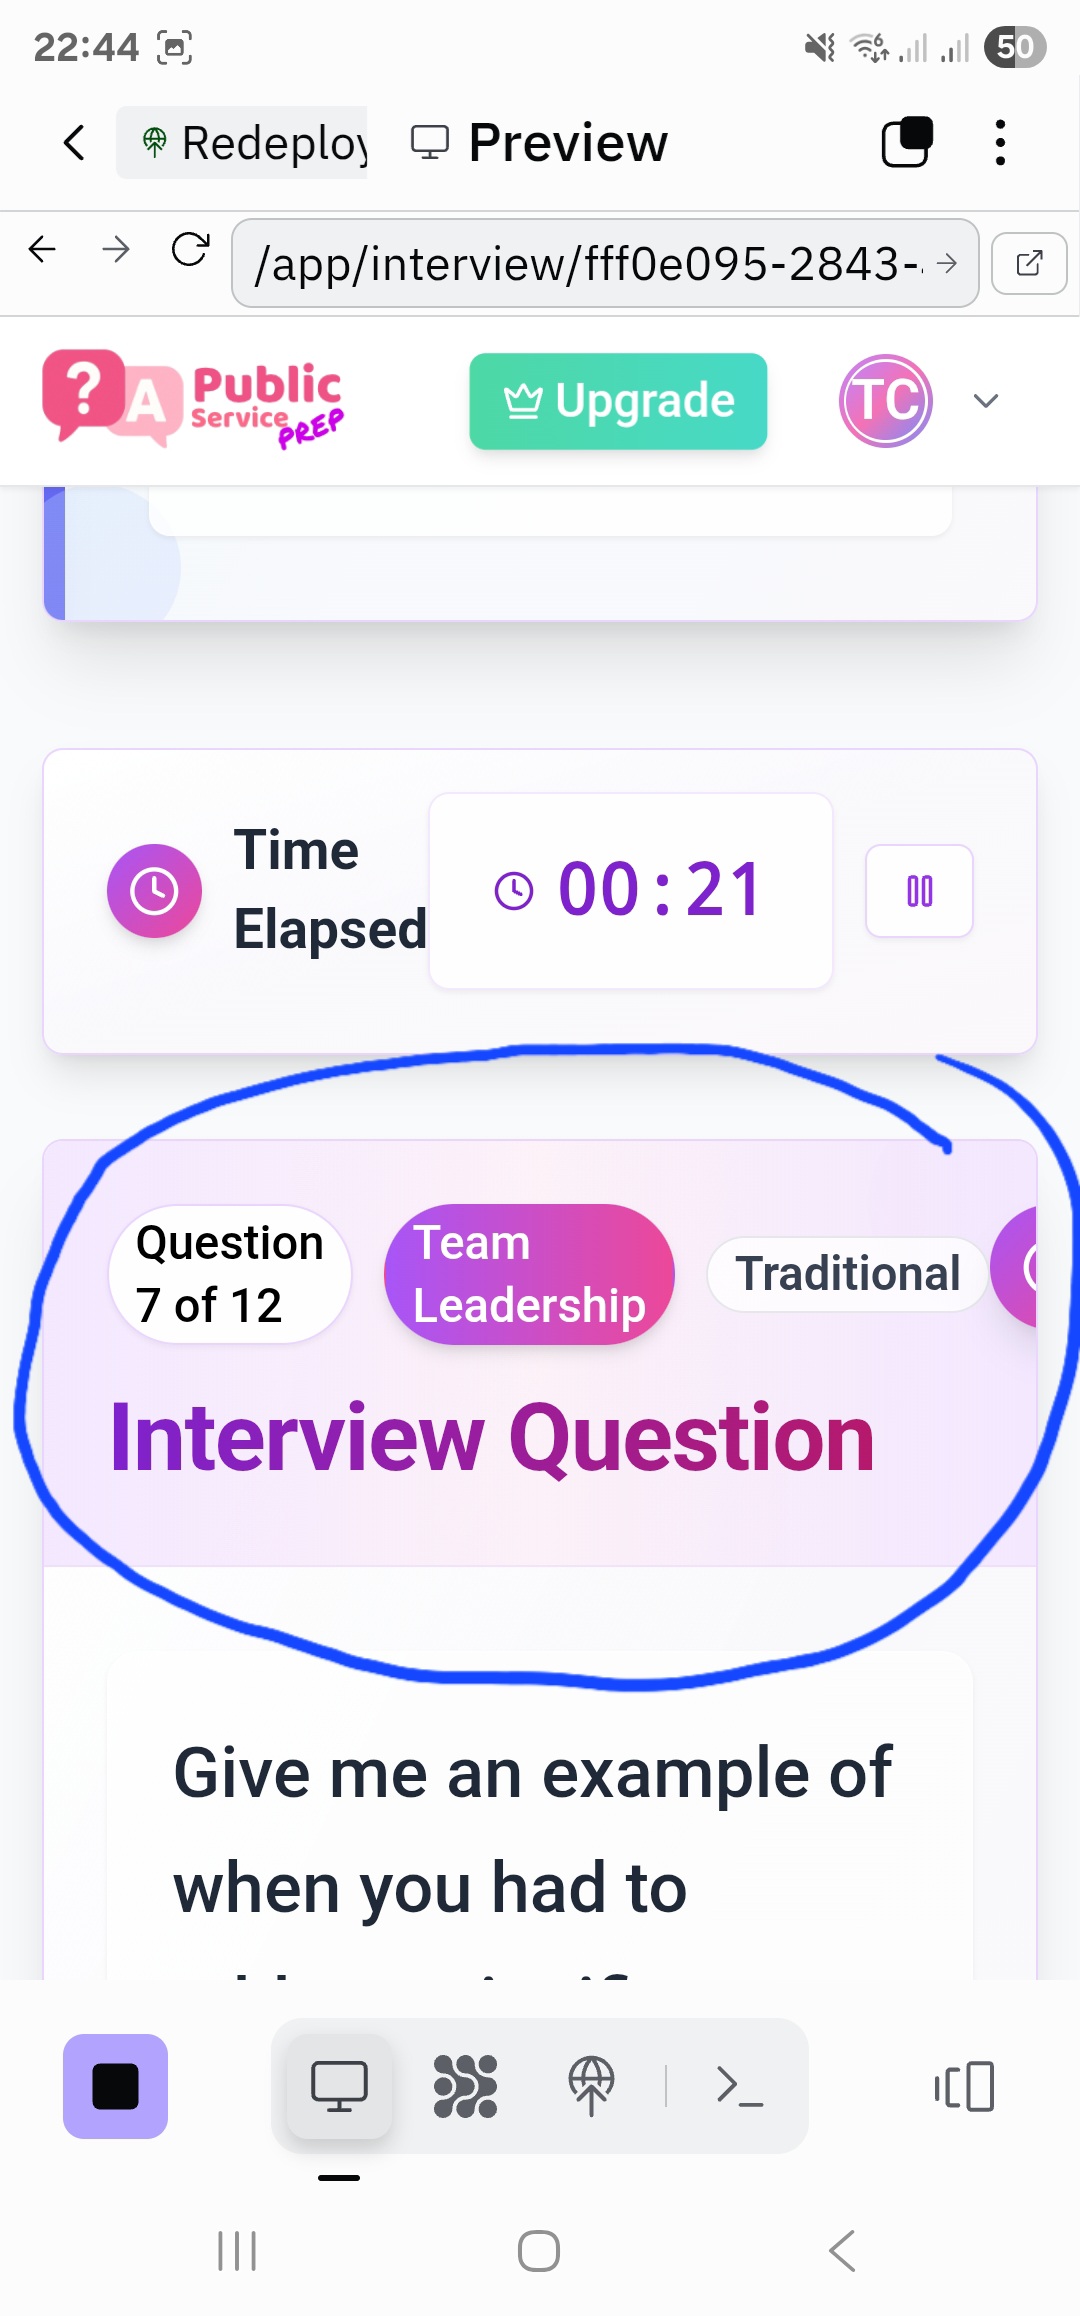 22:44
50
Redeploy
Preview
/app/interview/fff0e095-2843-
? A Public
Service
PREP
Upgrade
TC
Time
Elapsed
00:21
Question
7 of 12
Team
Leadership
Traditional
Interview Question
Give me an example of
when you had to